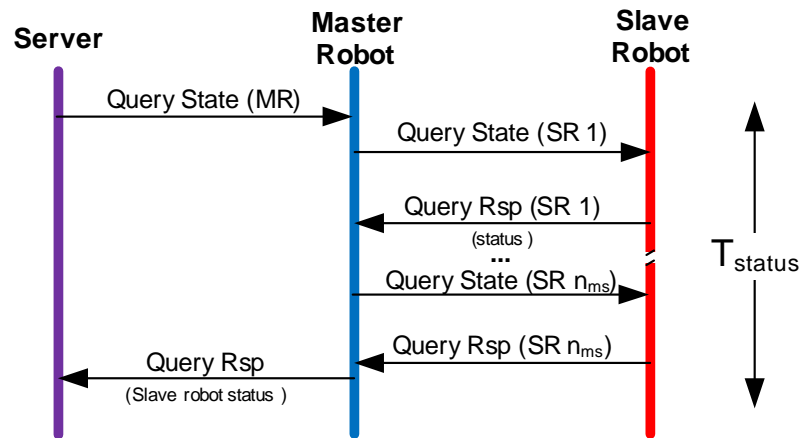 Server
Master
Robot
Slave
Robot
Query State (MR)
Query State (SR 1)
Query Rsp (SR 1)
(status )
...
Query State (SR nms)
Query Rsp (SR nms)
Query Rsp
(Slave robot status )
Tstatus